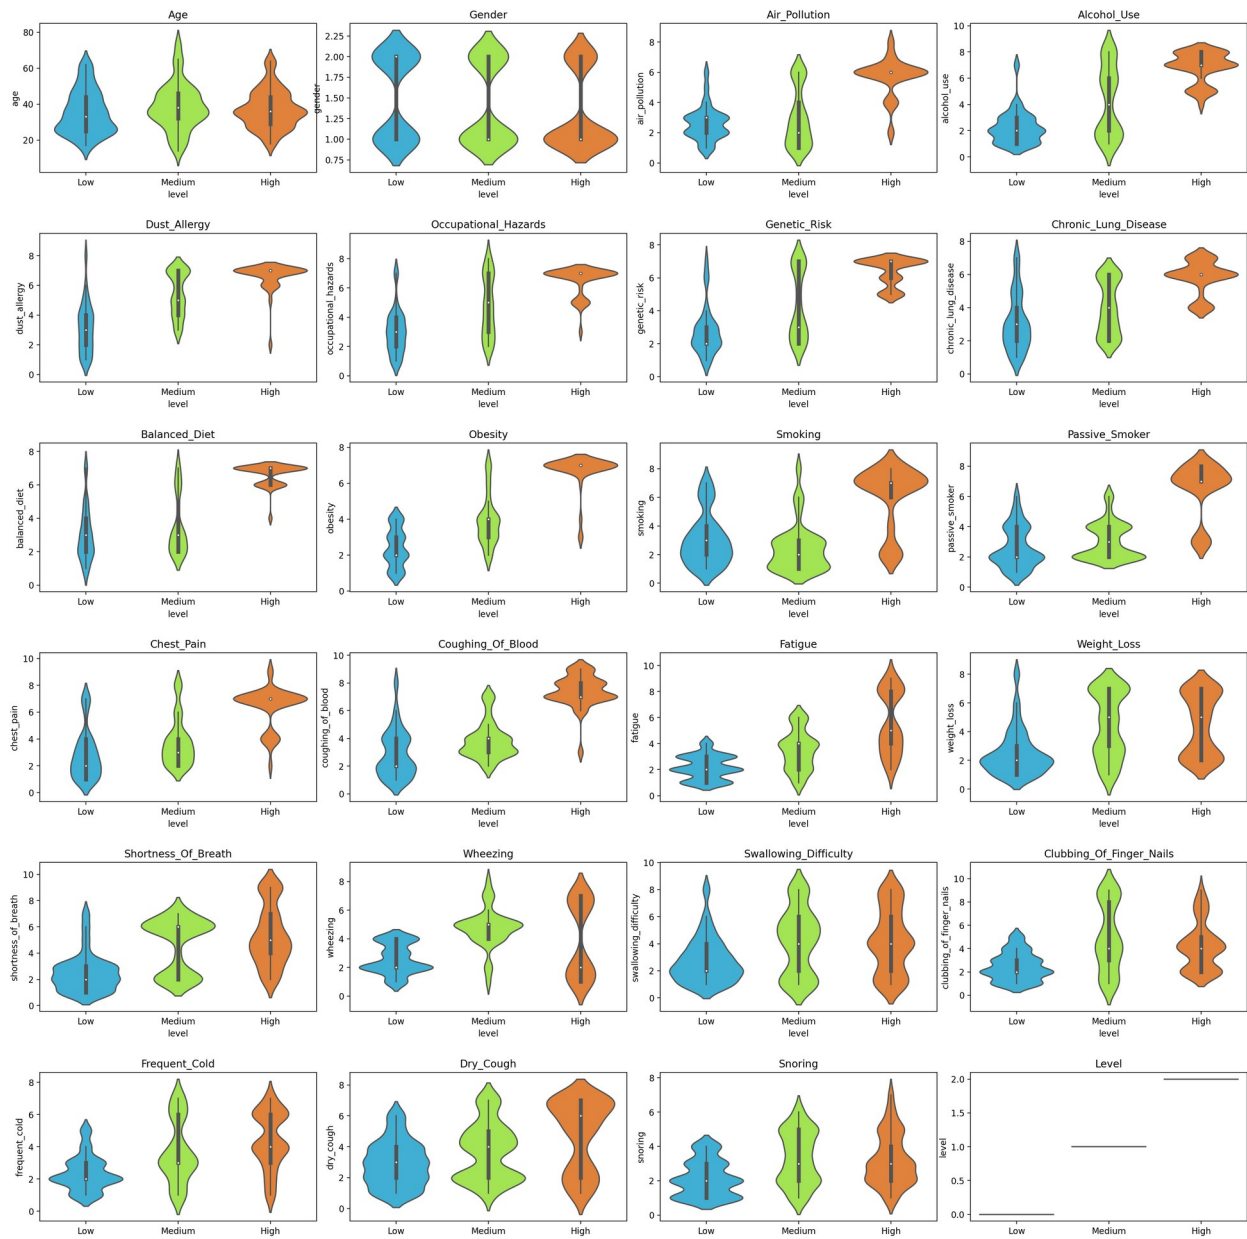 Age
80
60
40
20
age
Low Medium High
level
Gender
2.25
2.00
1.75
1.50
1.25
1.00
0.75
gender
Low Medium High
level
Air_Pollution
8
6
4
2
0
air_pollution
Low Medium High
level
Alcohol_Use
10
8
6
4
2
0
alcohol_use
Low Medium High
level
Dust_Allergy
8
6
4
2
0
dust_allergy
Low Medium High
level
Occupational_Hazards
8
6
4
2
0
occupational_hazards
Low Medium High
level
Genetic_Risk
8
6
4
2
0
genetic_risk
Low Medium High
level
Chronic_Lung_Disease
8
6
4
2
0
chronic_lung_disease
Low Medium High
level
Balanced_Diet
8
6
4
2
0
balanced_diet
Low Medium High
level
Obesity
8
6
4
2
0
obesity
Low Medium High
level
Smoking
8
6
4
2
0
smoking
Low Medium High
level
Passive_Smoker
8
6
4
2
0
passive_smoker
Low Medium High
level
Chest_Pain
10
8
6
4
2
0
chest_pain
Low Medium High
level
Coughing_Of_Blood
10
8
6
4
2
0
coughing_of_blood
Low Medium High
level
Fatigue
10
8
6
4
2
0
fatigue
Low Medium High
level
Weight_Loss
8
6
4
2
0
weight_loss
Low Medium High
level
Shortness_Of_Breath
10
8
6
4
2
0
shortness_of_breath
Low Medium High
level
Wheezing
8
6
4
2
0
wheezing
Low Medium High
level
Swallowing_Difficulty
10
8
6
4
2
0
swallowing_difficulty
Low Medium High
level
Clubbing_Of_Finger_Nails
10
8
6
4
2
0
clubbing_of_finger_nails
Low Medium High
level
Frequent_Cold
8
6
4
2
0
frequent_cold
Low Medium High
level
Dry_Cough
8
6
4
2
0
dry_cough
Low Medium High
level
Snoring
8
6
4
2
0
snoring
Low Medium High
level
Level
2.0
1.5
1.0
0.5
0.0
level
Low Medium High
level